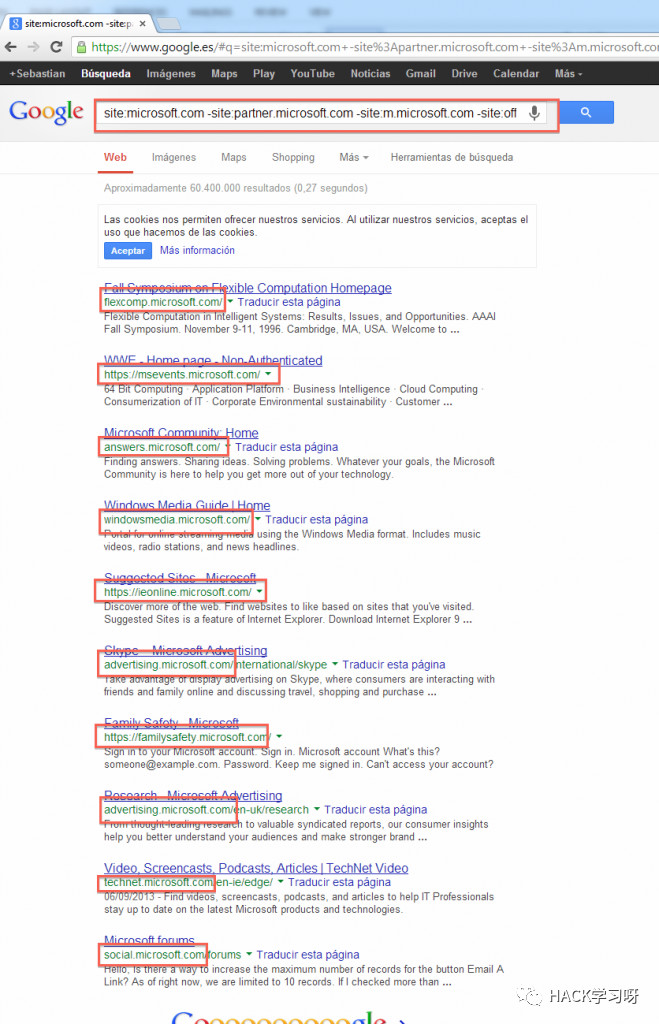 site:microsoft.com -site:pa
https://www.google.es/#q=site:microsoft.com+-site%3Apartner.microsoft.com+-site%3Am.microsoft.co
+Sebastian Búsqueda Imágenes Maps Play YouTube Noticias Gmail Drive Calendar Más
Google site:microsoft.com -site:partner.microsoft.com -site:m.microsoft.com -site:off
Web Imágenes Maps Shopping Más Herramientas de búsqueda
Aproximadamente 60.400.000 resultados (0,27 segundos)
Las cookies nos permiten ofrecer nuestros servicios. Al utilizar nuestros servicios, aceptas el
uso que hacemos de las cookies.
Aceptar Más información
Fall Symposium on Flexible Computation Homepage
flexcomp.microsoft.com/ Traducir esta página
Flexible Computation in Intelligent Systems: Results, Issues, and Opportunities. AAAI
Fall Symposium. November 9-11, 1996. Cambridge, MA, USA. Welcome to ...
WWE - Home page - Non-Authenticated
https://msevents.microsoft.com/
64 Bit Computing · Application Platform · Business Intelligence · Cloud Computing ·
Consumerization of IT · Corporate Environmental sustainability · Customer ...
Microsoft Community: Home
answers.microsoft.com/ Traducir esta página
Finding answers. Sharing ideas. Solving problems. Whatever your goals, the Microsoft
Community is here to help you get more out of your technology.
Windows Media Guide | Home
windowsmedia.microsoft.com/ Traducir esta página
Portal for online streaming media using the Windows Media format. Includes music
videos, radio stations, and news headlines.
Suggested Sites - Microsoft
https://ieonline.microsoft.com/
Discover more of the web. Find websites to like based on sites that you've visited.
Suggested Sites is a feature of Internet Explorer. Download Internet Explorer 9 ...
Skype - Microsoft Advertising
advertising.microsoft.com/international/skype Traducir esta página
Take advantage of display advertising on Skype, where consumers are interacting with
friends and family online and discussing travel, shopping and purchase ...
Family Safety - Microsoft
https://familysafety.microsoft.com/
Sign in to your Microsoft account. Sign in. Microsoft account What's this?
someone@example.com. Password. Keep me signed in. Can't access your account?
Research - Microsoft Advertising
advertising.microsoft.com/en-uk/research Traducir esta página
From thought-leading research to valuable syndicated reports, our consumer insights
help you better understand your audiences and make stronger brand ...
Video, Screencasts, Podcasts, Articles | TechNet Video
technet.microsoft.com/en-ie/edge/ Traducir esta página
06/09/2013 - Find videos, screencasts, podcasts, and articles to help IT Professionals
stay up to date on the latest Microsoft products and technologies.
Microsoft forums
social.microsoft.com/forums Traducir esta página
Hello, Is there a way to increase the maximum number of records for the button Email A
Link? As of right now, we are limited to 10 records. If I checked more than ...
HACK学习呀